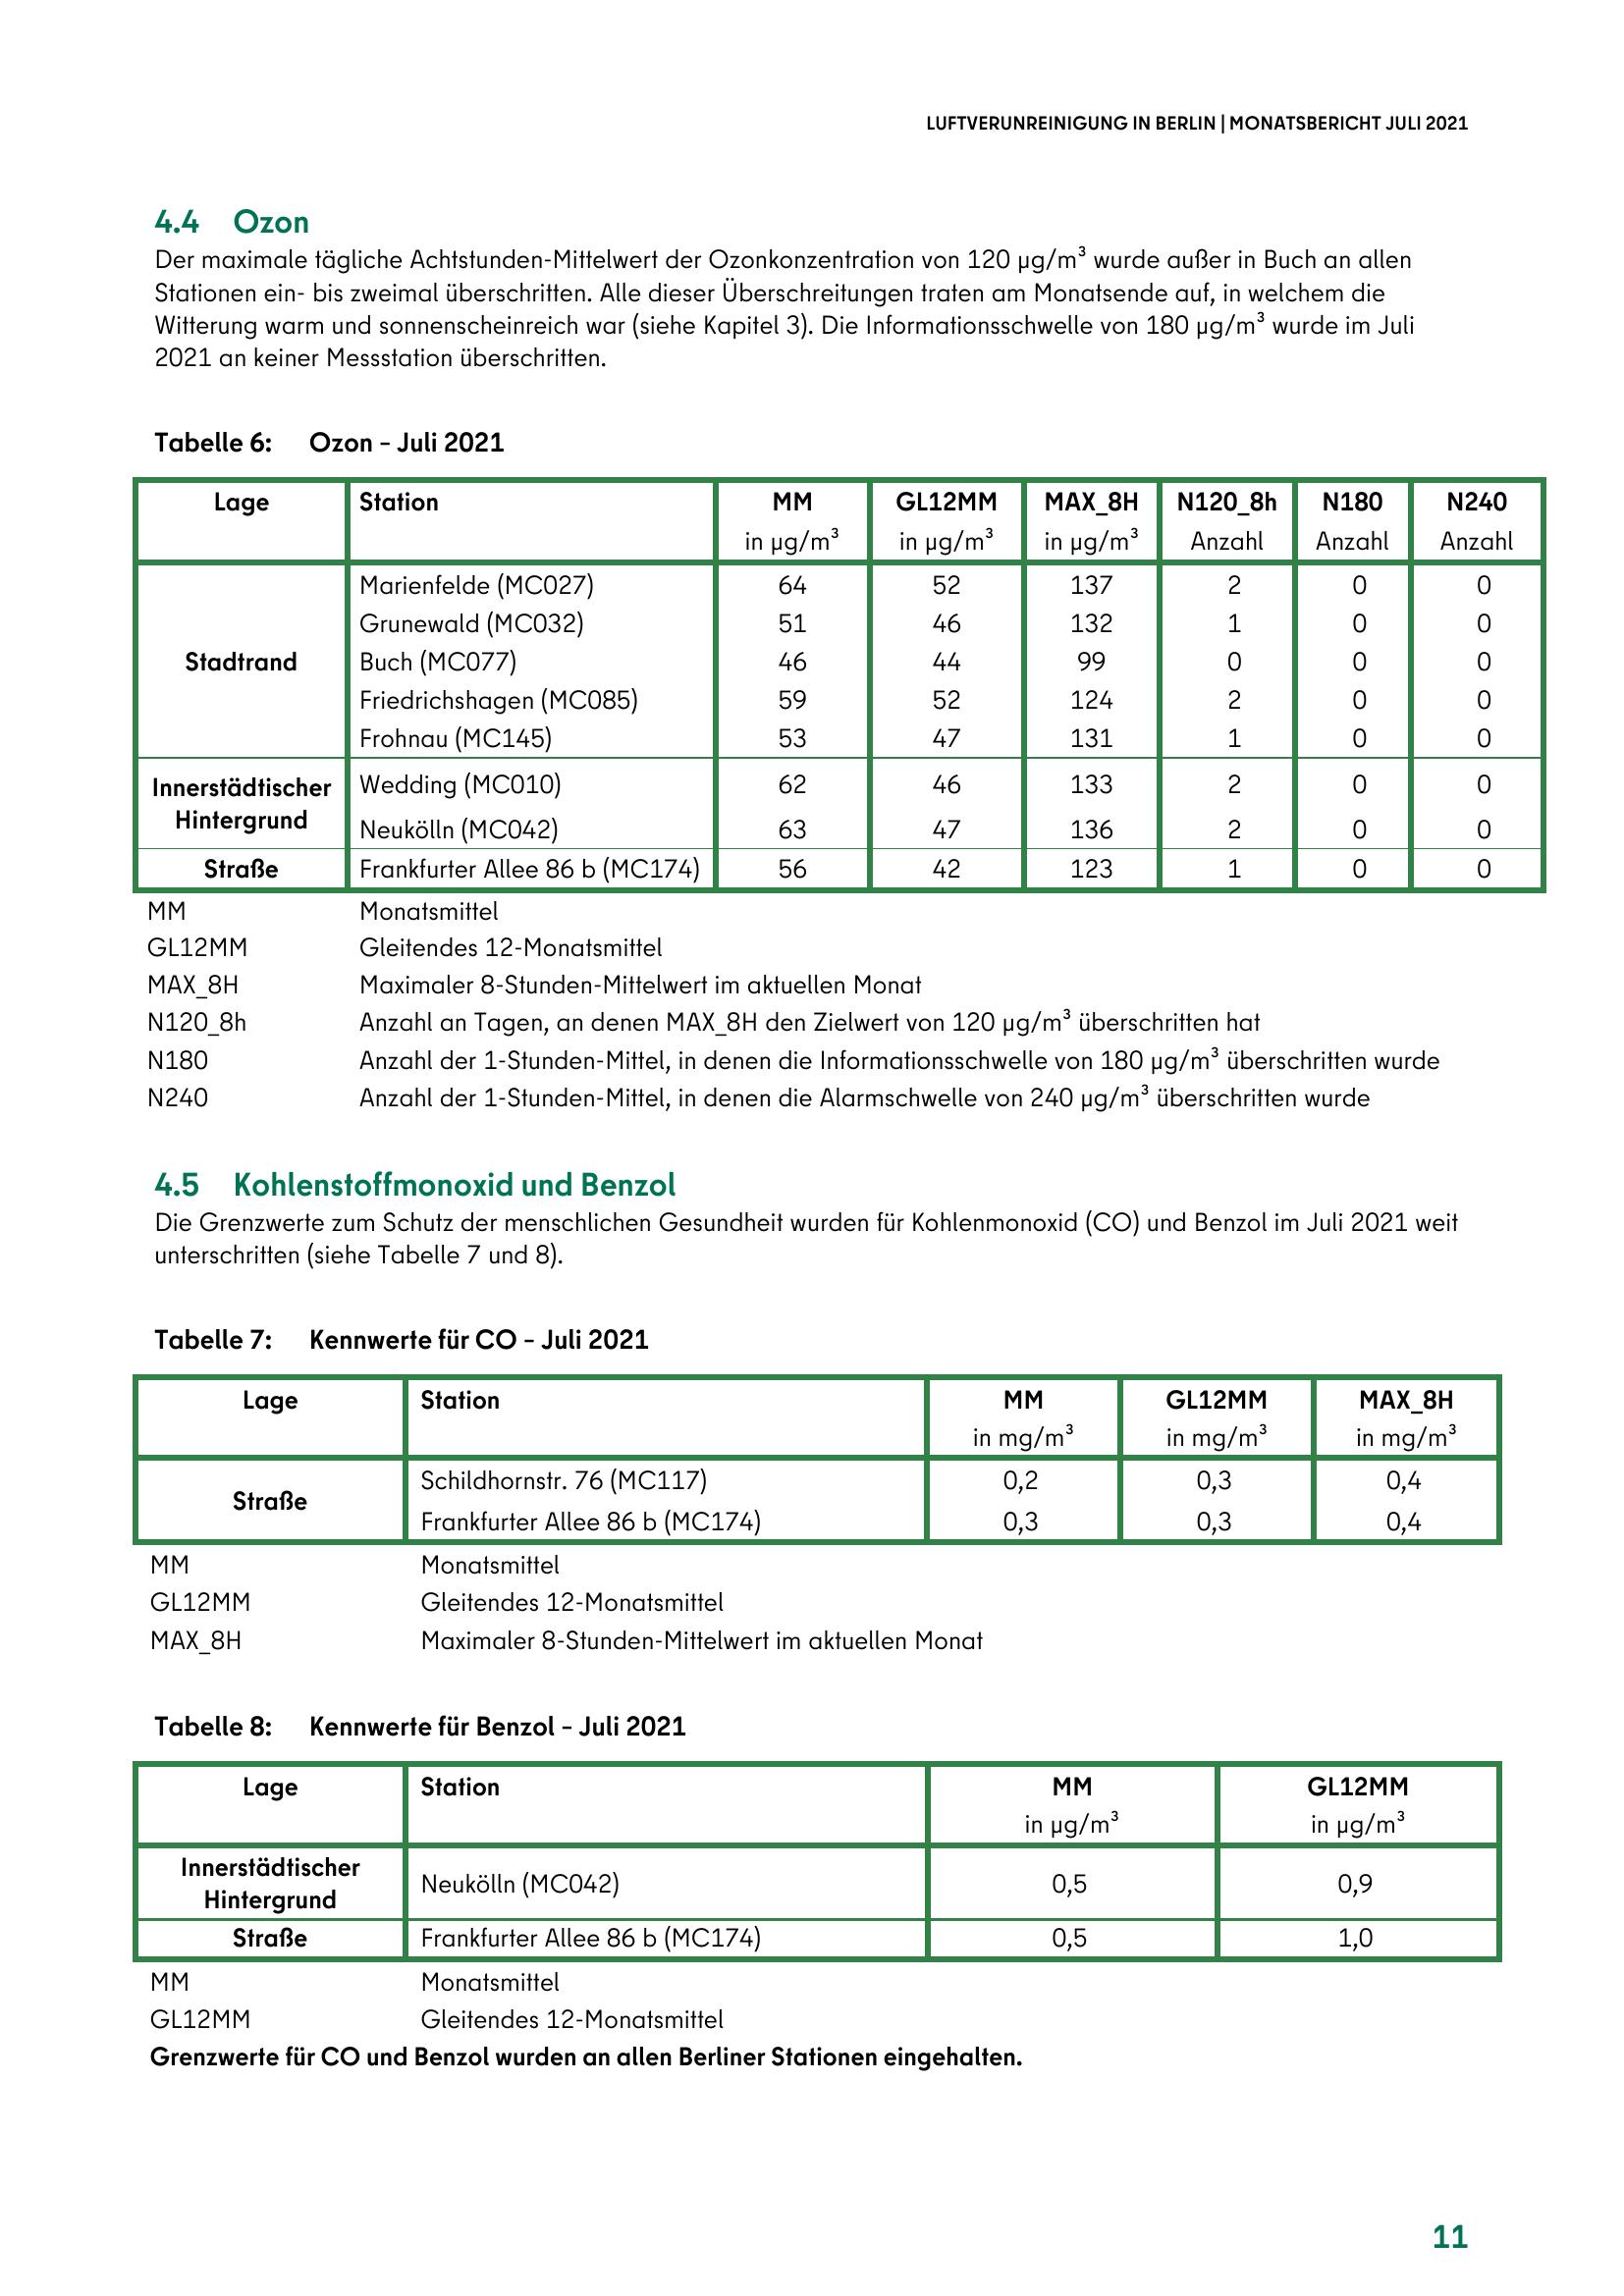 LUFTVERUNREINIGUNG IN BERLIN | MONATSBERICHT JULI 2021
4.4 Ozon
Der maximale tägliche Achtstunden-Mittelwert der Ozonkonzentration von 120 µg/m³ wurde außer in Buch an allen
Stationen ein- bis zweimal überschritten. Alle dieser Überschreitungen traten am Monatsende auf, in welchem die
Witterung warm und sonnenscheinreich war (siehe Kapitel 3). Die Informationsschwelle von 180 µg/m³ wurde im Juli
2021 an keiner Messstation überschritten.
Tabelle 6: Ozon – Juli 2021
Lage Station MM GL12MM MAX_8H N120_8h N180 N240
in µg/m³ in µg/m³ in µg/m³ Anzahl Anzahl Anzahl
Marienfelde (MC027) 64 52 137 2 0 0
Grunewald (MC032) 51 46 132 1 0 0
Stadtrand Buch (MC077) 46 44 99 0 0 0
Friedrichshagen (MC085) 59 52 124 2 0 0
Frohnau (MC145) 53 47 131 1 0 0
Innerstädtischer Wedding (MC010) 62 46 133 2 0 0
Hintergrund Neukölln (MC042) 63 47 136 2 0 0
Straße Frankfurter Allee 86 b (MC174) 56 42 123 1 0 0
MM Monatsmittel
GL12MM Gleitendes 12-Monatsmittel
MAX_8H Maximaler 8-Stunden-Mittelwert im aktuellen Monat
N120_8h Anzahl an Tagen, an denen MAX_8H den Zielwert von 120 µg/m³ überschritten hat
N180 Anzahl der 1-Stunden-Mittel, in denen die Informationsschwelle von 180 µg/m³ überschritten wurde
N240 Anzahl der 1-Stunden-Mittel, in denen die Alarmschwelle von 240 µg/m³ überschritten wurde
4.5 Kohlenstoffmonoxid und Benzol
Die Grenzwerte zum Schutz der menschlichen Gesundheit wurden für Kohlenmonoxid (CO) und Benzol im Juli 2021 weit
unterschritten (siehe Tabelle 7 und 8).
Tabelle 7: Kennwerte für CO – Juli 2021
Lage Station MM GL12MM MAX_8H
in mg/m³ in mg/m³ in mg/m³
Straße Schildhornstr. 76 (MC117) 0,2 0,3 0,4
Frankfurter Allee 86 b (MC174) 0,3 0,3 0,4
MM Monatsmittel
GL12MM Gleitendes 12-Monatsmittel
MAX_8H Maximaler 8-Stunden-Mittelwert im aktuellen Monat
Tabelle 8: Kennwerte für Benzol – Juli 2021
Lage Station MM GL12MM
in µg/m³ in µg/m³
Innerstädtischer
Hintergrund Neukölln (MC042) 0,5 0,9
Straße Frankfurter Allee 86 b (MC174) 0,5 1,0
MM Monatsmittel
GL12MM Gleitendes 12-Monatsmittel
Grenzwerte für CO und Benzol wurden an allen Berliner Stationen eingehalten.
11